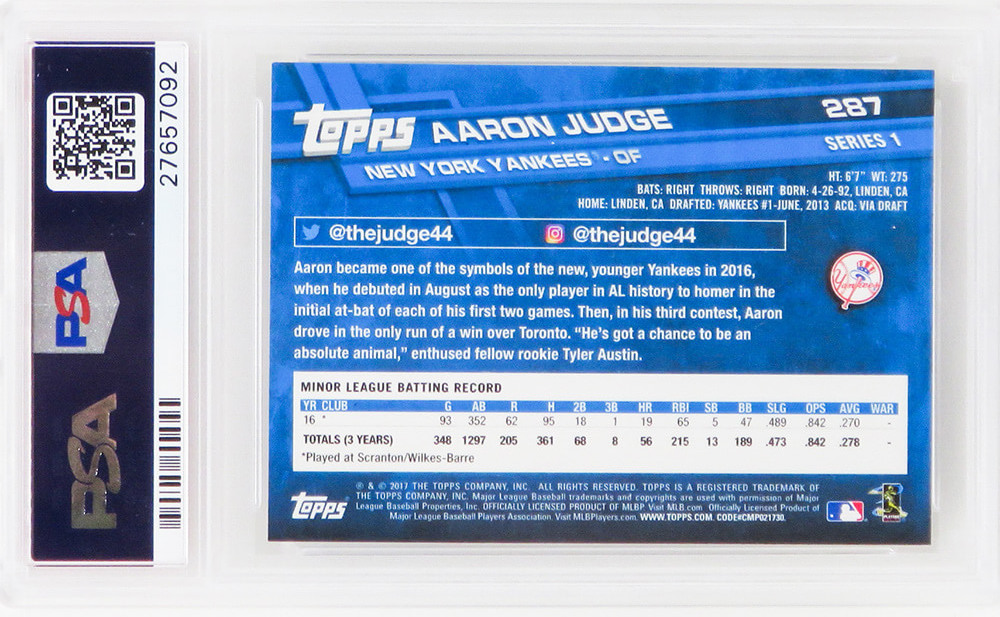 27657092
PSA
PSA
topps AARON JUDGE 287
NEW YORK YANKEES • OF SERIES 1
HT: 6'7" WT: 275
BATS: RIGHT THROWS: RIGHT BORN: 4-26-92, LINDEN, CA
HOME: LINDEN, CA DRAFTED: YANKEES #1-JUNE, 2013 ACQ: VIA DRAFT
@thejudge44 @thejudge44
Aaron became one of the symbols of the new, younger Yankees in 2016,
when he debuted in August as the only player in AL history to homer in the
initial at-bat of each of his first two games. Then, in his third contest, Aaron
drove in the only run of a win over Toronto. “He’s got a chance to be an
absolute animal,” enthused fellow rookie Tyler Austin.
Yankees
MINOR LEAGUE BATTING RECORD
YR CLUB G AB R H 2B 3B HR RBI SB BB SLG OPS AVG WAR
16 * 93 352 62 95 18 1 19 65 5 47 .489 .842 .270 -
TOTALS (3 YEARS) 348 1297 205 361 68 8 56 215 13 189 .473 .842 .278 -
*Played at Scranton/Wilkes-Barre
® & © 2017 THE TOPPS COMPANY, INC. ALL RIGHTS RESERVED. TOPPS IS A REGISTERED TRADEMARK OF
THE TOPPS COMPANY, INC. Major League Baseball trademarks and copyrights are used with permission of Major
League Baseball Properties, Inc. OFFICIALLY LICENSED PRODUCT OF MLBP Visit MLB.com Officially Licensed Product of
Major League Baseball Players Association. Visit MLBPlayers.com. WWW.TOPPS.COM. CODE#CMP021730.
topps